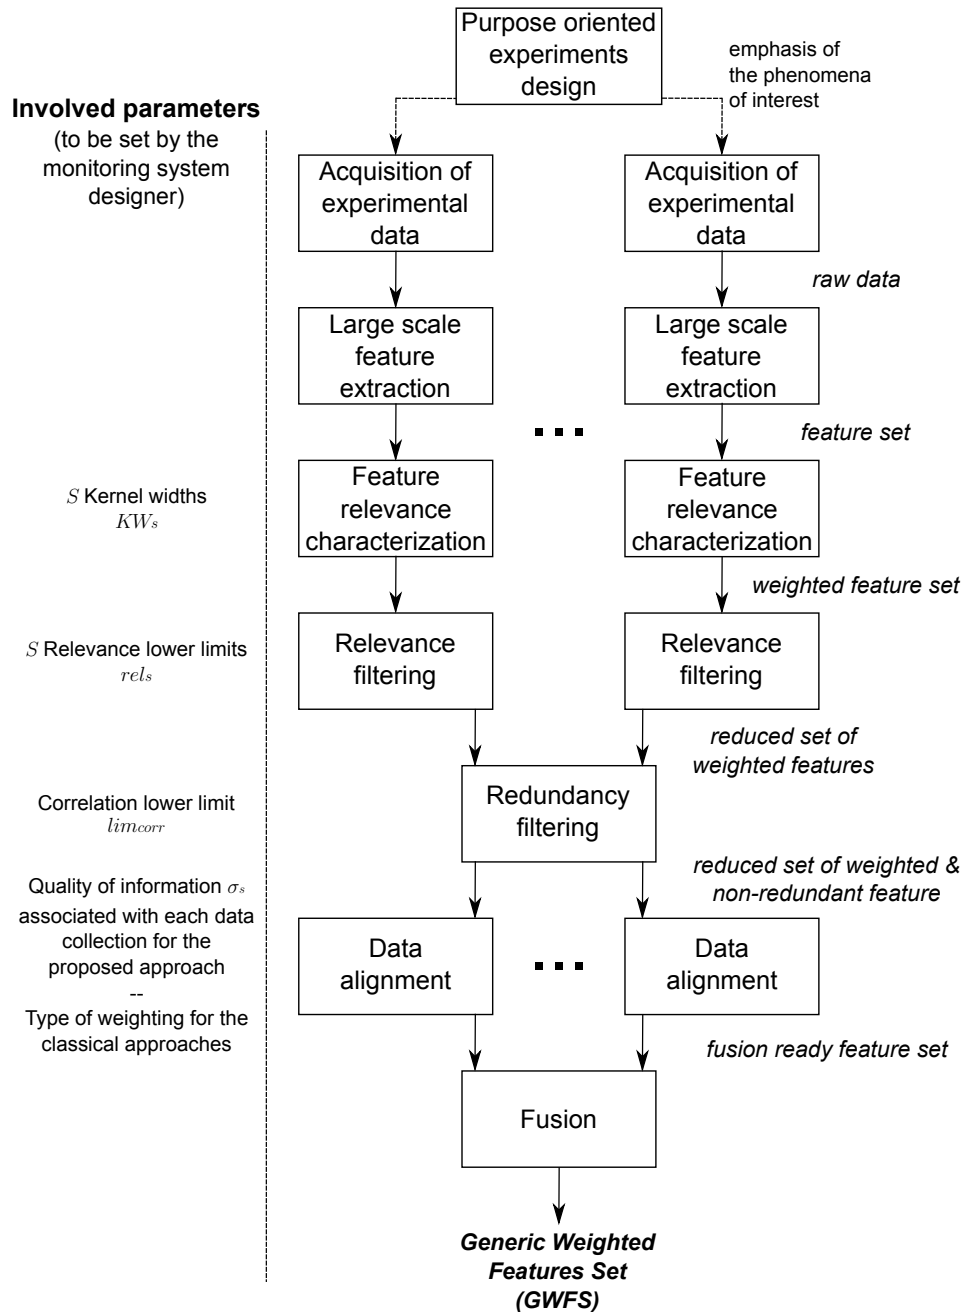 Purpose oriented
experiments
design
emphasis of
the phenomena
of interest
Involved parameters
(to be set by the
monitoring system
designer)
Acquisition of
experimental
data
Acquisition of
experimental
data
raw data
Large scale
feature
extraction
Large scale
feature
extraction
feature set
S Kernel widths
KWs
Feature
relevance
characterization
Feature
relevance
characterization
weighted feature set
S Relevance lower limits
rels
Relevance
filtering
Relevance
filtering
reduced set of
weighted features
Correlation lower limit
limcorr
Redundancy
filtering
reduced set of weighted &
non-redundant feature
Quality of information σs
associated with each data
collection for the
proposed approach
--
Type of weighting for the
classical approaches
Data
alignment
Data
alignment
fusion ready feature set
Fusion
Generic Weighted
Features Set
(GWFS)